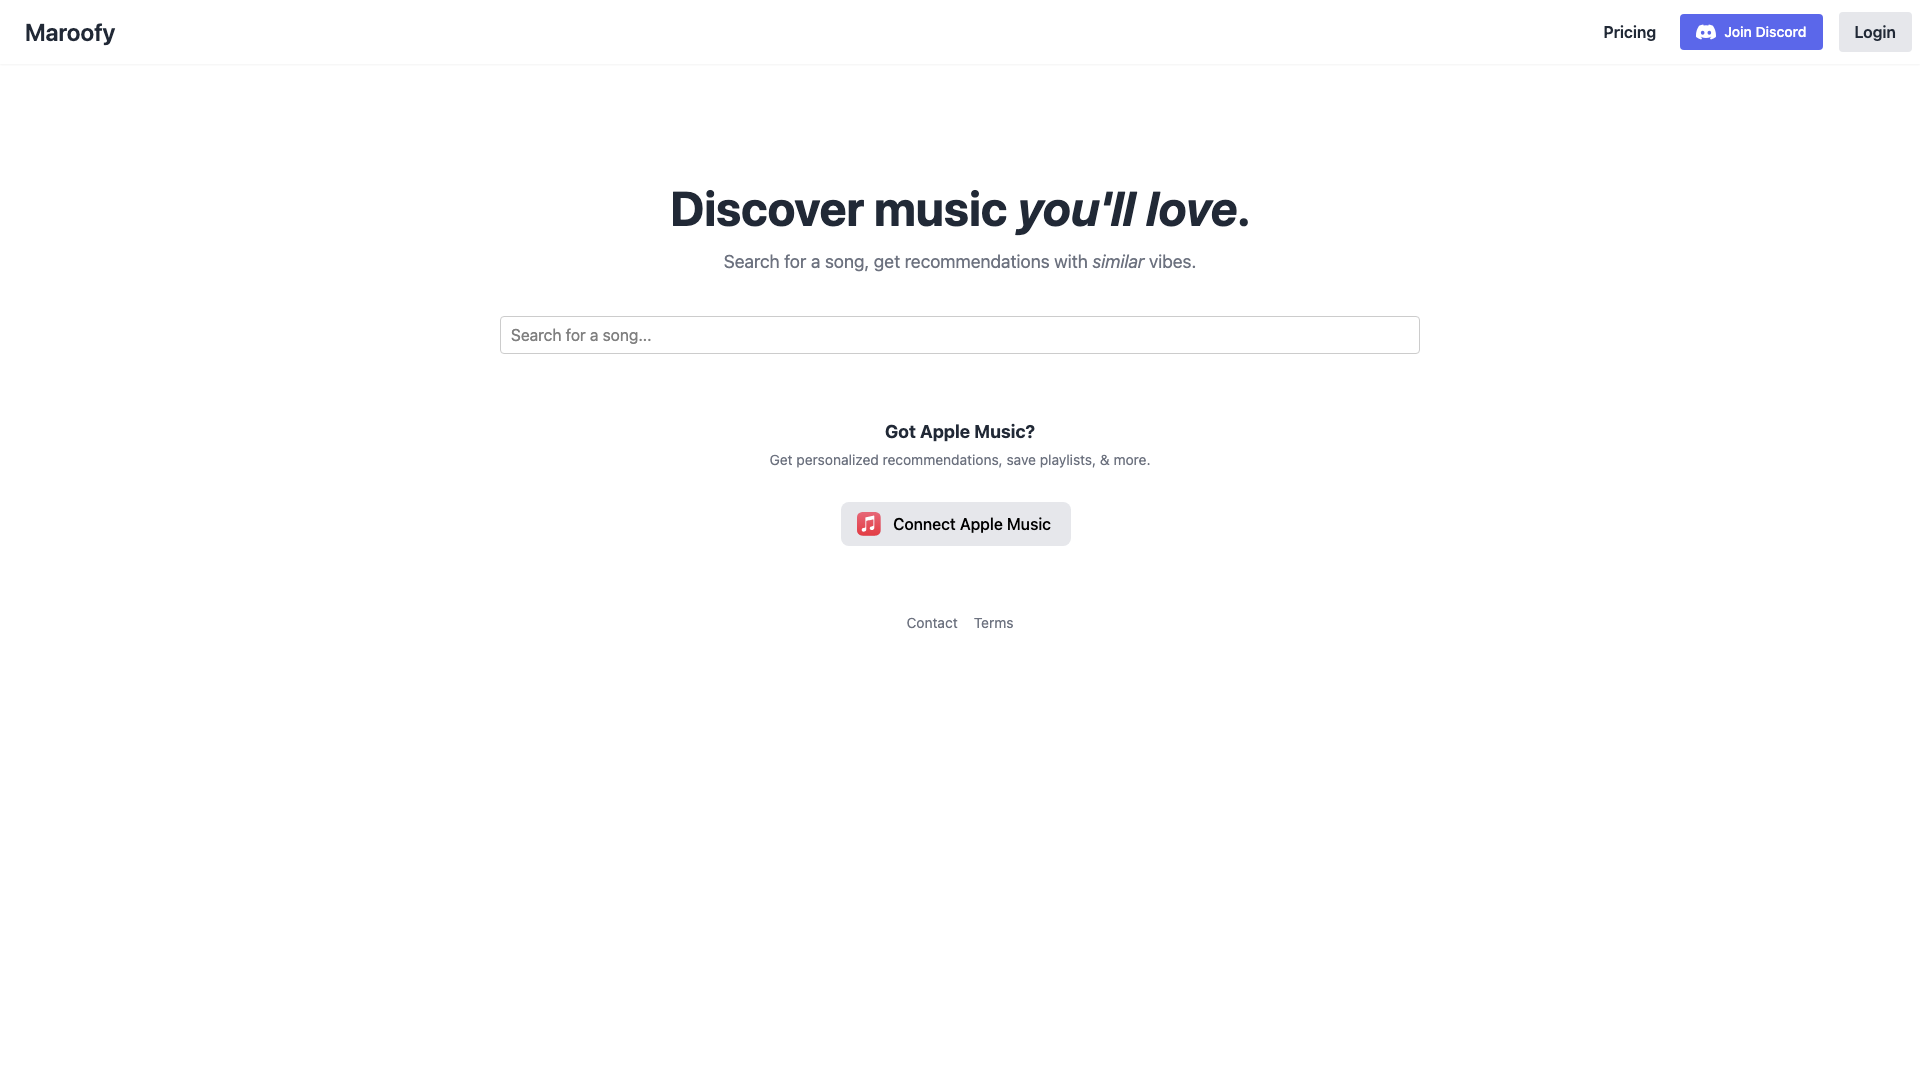 Maroofy
Pricing
Join Discord
Login
Discover music you'll love.
Search for a song, get recommendations with similar vibes.
Search for a song...
Got Apple Music?
Get personalized recommendations, save playlists, & more.
Connect Apple Music
Contact Terms